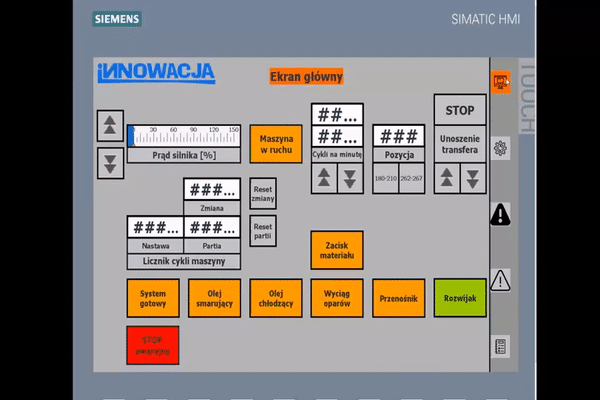 SIEMENS
SIMATIC HMI
TOUCH
INNOWACJA
Ekran główny
##...
STOP
30 60 90 120 150
Maszyna
w ruchu
##...
###
Unoszenie
transfera
Prąd silnika [%]
Cykli na minutę
Pozycja
180-210
262-267
###...
Reset
zmiany
Zmiana
###...
###...
Reset
partii
Nastawa
Partia
Licznik cykli maszyny
Zacisk
materiału
System
gotowy
Olej
smarujący
Olej
chłodzący
Wyciąg
oparów
Przenośnik
Rozwijak
STOP